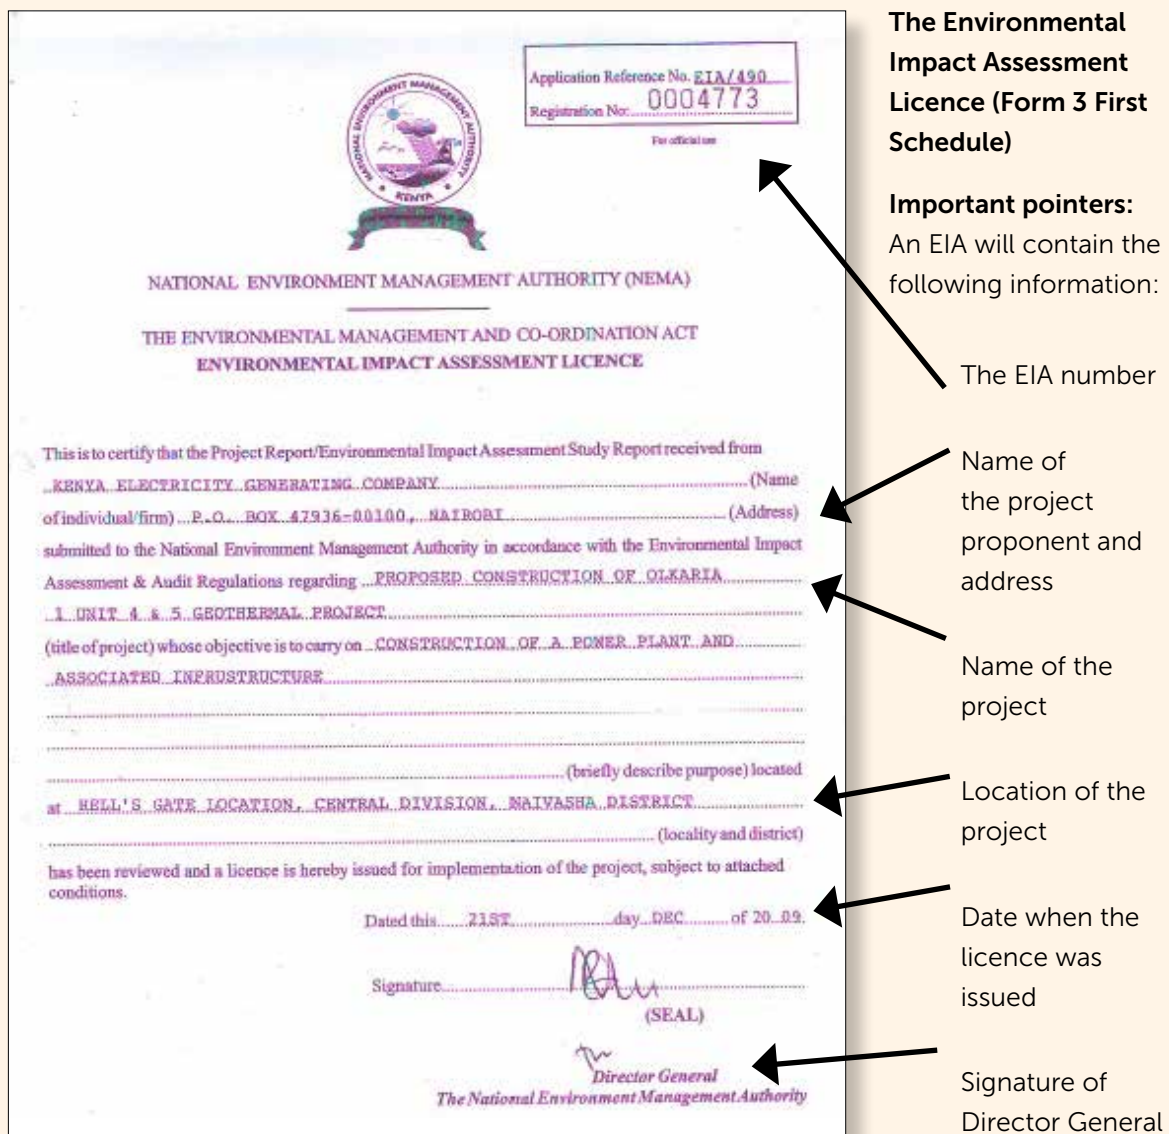 Application Reference No. EIA/490
Registration No: 0004773
For official use
NATIONAL ENVIRONMENT MANAGEMENT AUTHORITY
KENYA
NATIONAL ENVIRONMENT MANAGEMENT AUTHORITY (NEMA)
THE ENVIRONMENTAL MANAGEMENT AND CO-ORDINATION ACT
ENVIRONMENTAL IMPACT ASSESSMENT LICENCE
This is to certify that the Project Report/Environmental Impact Assessment Study Report received from
KENYA ELECTRICITY GENERATING COMPANY (Name
of individual/firm) P.O. BOX 47936-00100, NAIROBI (Address)
submitted to the National Environment Management Authority in accordance with the Environmental Impact
Assessment & Audit Regulations regarding PROPOSED CONSTRUCTION OF OLKARIA
1 UNIT 4 & 5 GEOTHERMAL PROJECT
(title of project) whose objective is to carry on CONSTRUCTION OF A POWER PLANT AND
ASSOCIATED INFRUSTRUCTURE
(briefly describe purpose) located
at HELL'S GATE LOCATION, CENTRAL DIVISION, NAIVASHA DISTRICT
(locality and district)
has been reviewed and a licence is hereby issued for implementation of the project, subject to attached
conditions.
Dated this 21ST day DEC of 20 09.
Signature
(SEAL)
Director General
The National Environment Management Authority
The Environmental
Impact Assessment
Licence (Form 3 First
Schedule)
Important pointers:
An EIA will contain the
following information:
The EIA number
Name of
the project
proponent and
address
Name of the
project
Location of the
project
Date when the
licence was
issued
Signature of
Director General